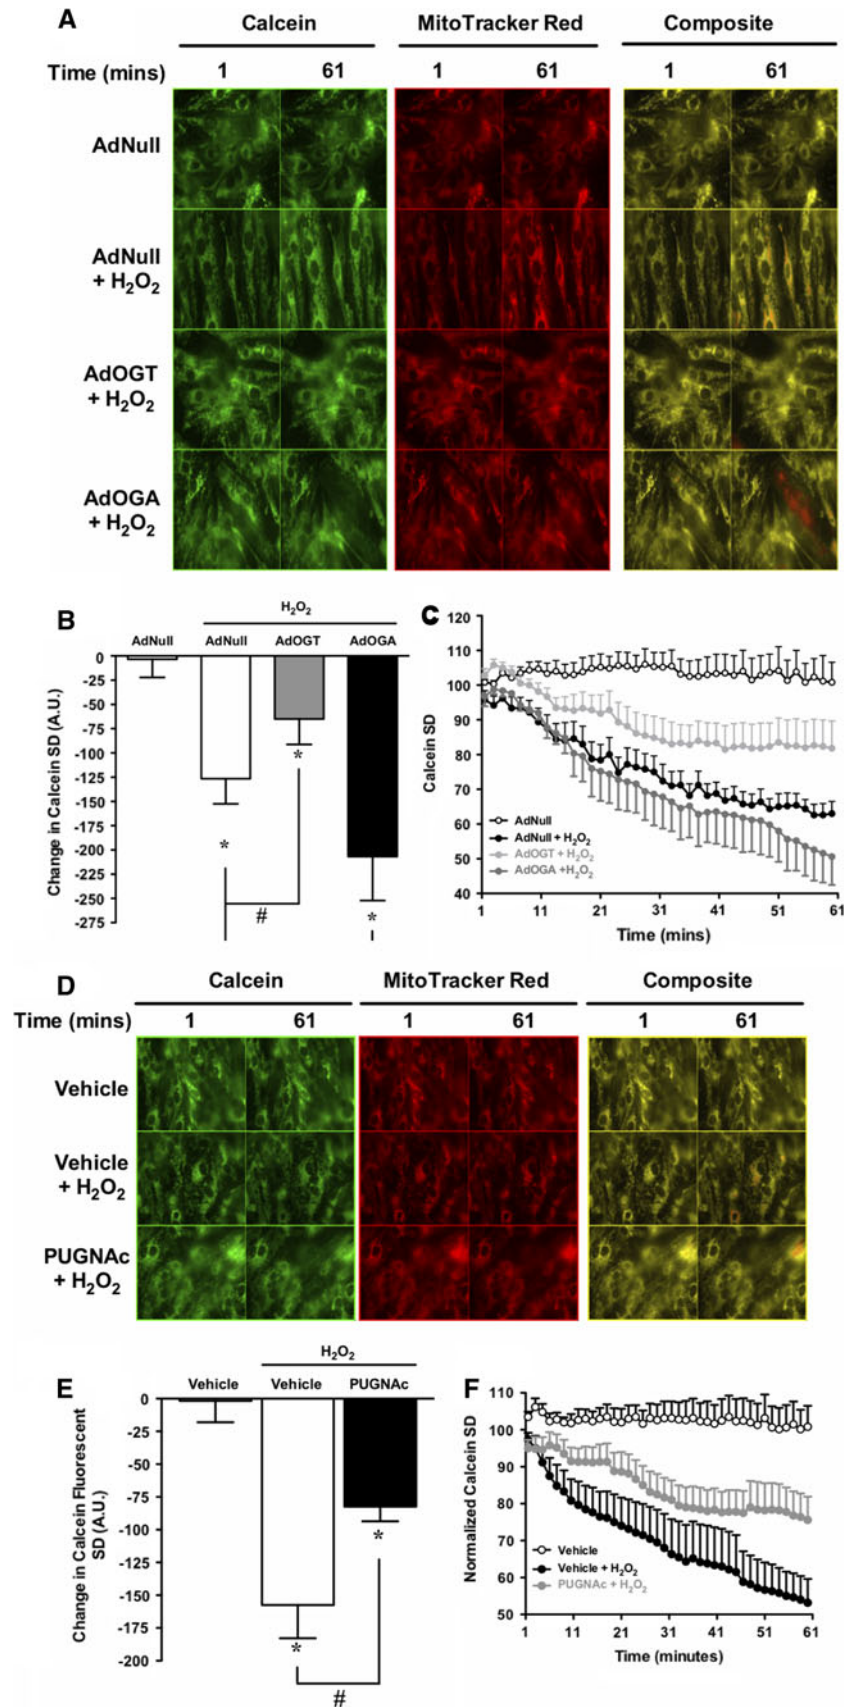 A
Calcein MitoTracker Red Composite
Time (mins) 1 61 1 61 1 61
AdNull
AdNull
+ H₂O₂
AdOGT
+ H₂O₂
AdOGA
+ H₂O₂
B
H₂O₂
AdNull AdNull AdOGT AdOGA
0
-25
-50
-75
-100
-125
-150
-175
-200
-225
-250
-275
Change in Calcein SD (A.U.)
* * *
#
C
120
110
100
90
80
70
60
50
40
Calcein SD
AdNull
AdNull + H₂O₂
AdOGT + H₂O₂
AdOGA +H₂O₂
1 11 21 31 41 51 61
Time (mins)
D
Calcein MitoTracker Red Composite
Time (mins) 1 61 1 61 1 61
Vehicle
Vehicle
+ H₂O₂
PUGNAc
+ H₂O₂
E
H₂O₂
Vehicle Vehicle PUGNAc
0
-25
-50
-75
-100
-125
-150
-175
-200
Change in Calcein Fluorescent
SD (A.U.)
* *
#
F
110
100
90
80
70
60
50
Normalized Calcein SD
Vehicle
Vehicle + H₂O₂
PUGNAc + H₂O₂
1 11 21 31 41 51 61
Time (minutes)